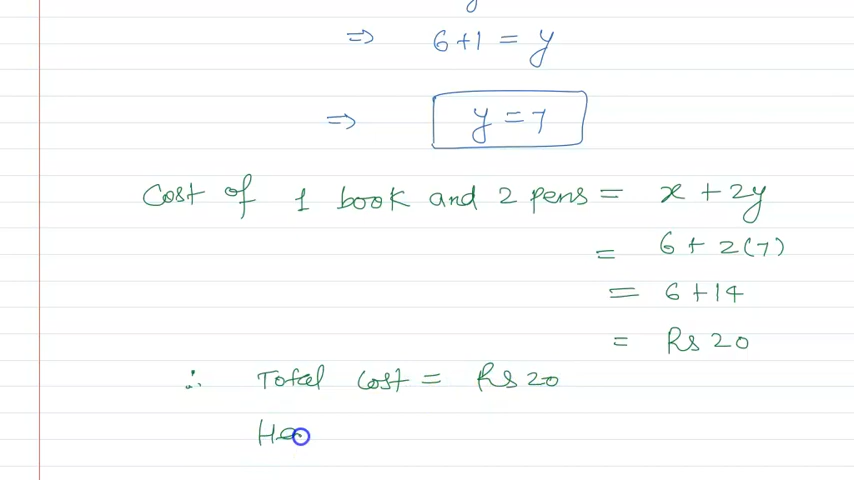 ⇒ 6+1 = y
⇒ y = 7
Cost of 1 book and 2 pens = x + 2y
= 6 + 2(7)
= 6 + 14
= Rs 20
∴ Total cost = Rs 20